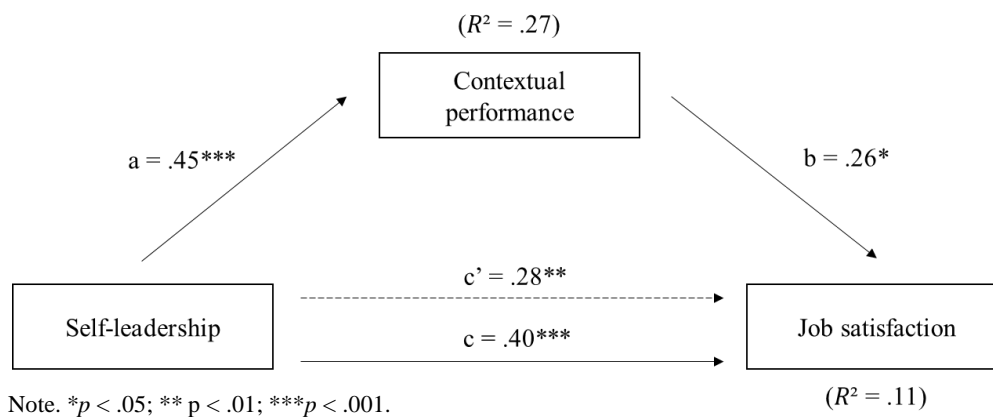 (R² = .27)
Contextual
performance
a = .45***
b = .26*
c’ = .28**
Self-leadership
Job satisfaction
c = .40***
(R² = .11)
Note. *p < .05; ** p < .01; ***p < .001.